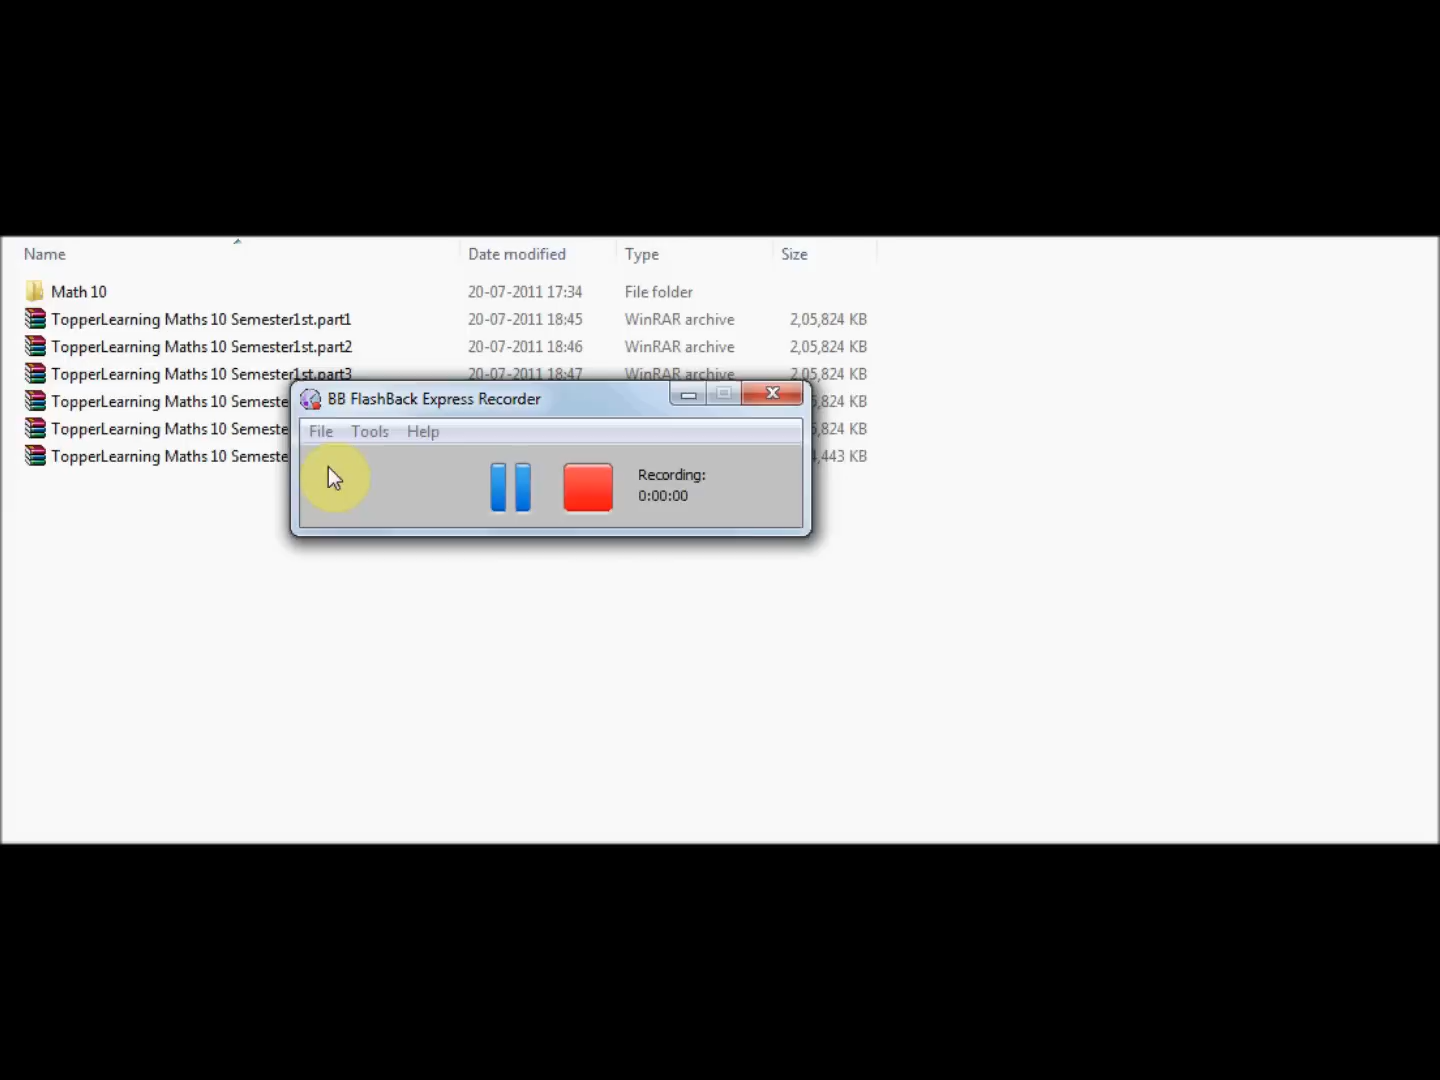 Name Date modified Type Size
Math 10 20-07-2011 17:34 File folder
TopperLearning Maths 10 Semester1st.part1 20-07-2011 18:45 WinRAR archive 2,05,824 KB
TopperLearning Maths 10 Semester1st.part2 20-07-2011 18:46 WinRAR archive 2,05,824 KB
TopperLearning Maths 10 Semester1st.part3 20-07-2011 18:47 WinRAR archive 2,05,824 KB
BB FlashBack Express Recorder
TopperLearning Maths 10 Semeste 5,824 KB
TopperLearning Maths 10 Semeste 5,824 KB
File Tools Help
TopperLearning Maths 10 Semeste ,443 KB
Recording:
0:00:00